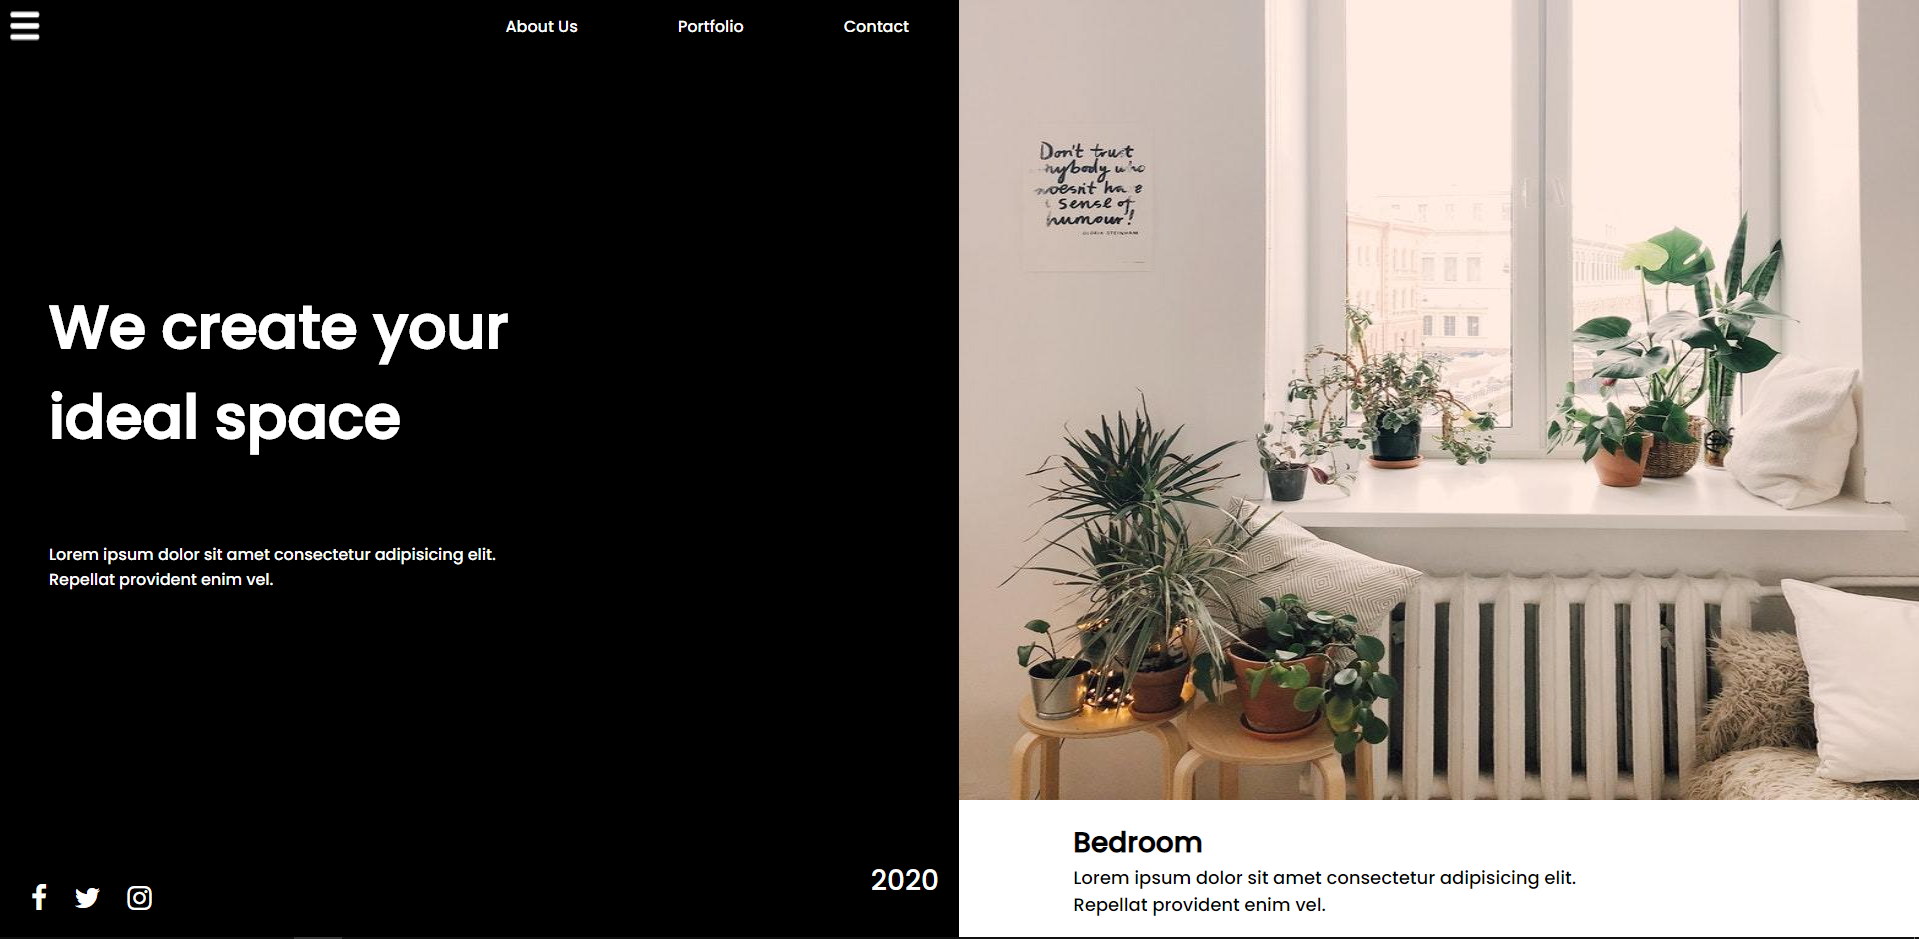 About Us Portfolio Contact
We create your
ideal space
Lorem ipsum dolor sit amet consectetur adipisicing elit.
Repellat provident enim vel.
2020
Don't trust
nybody who
doesn't have
sense of
humour!
GLORIA STEINHAM
Bedroom
Lorem ipsum dolor sit amet consectetur adipisicing elit.
Repellat provident enim vel.